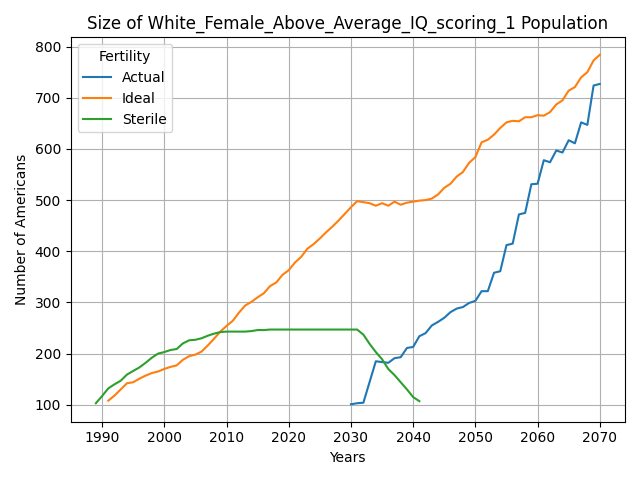 Size of White_Female_Above_Average_IQ_scoring_1 Population
Fertility
Actual
Ideal
Sterile
Number of Americans
800
700
600
500
400
300
200
100
1990
2000
2010
2020
2030
2040
2050
2060
2070
Years